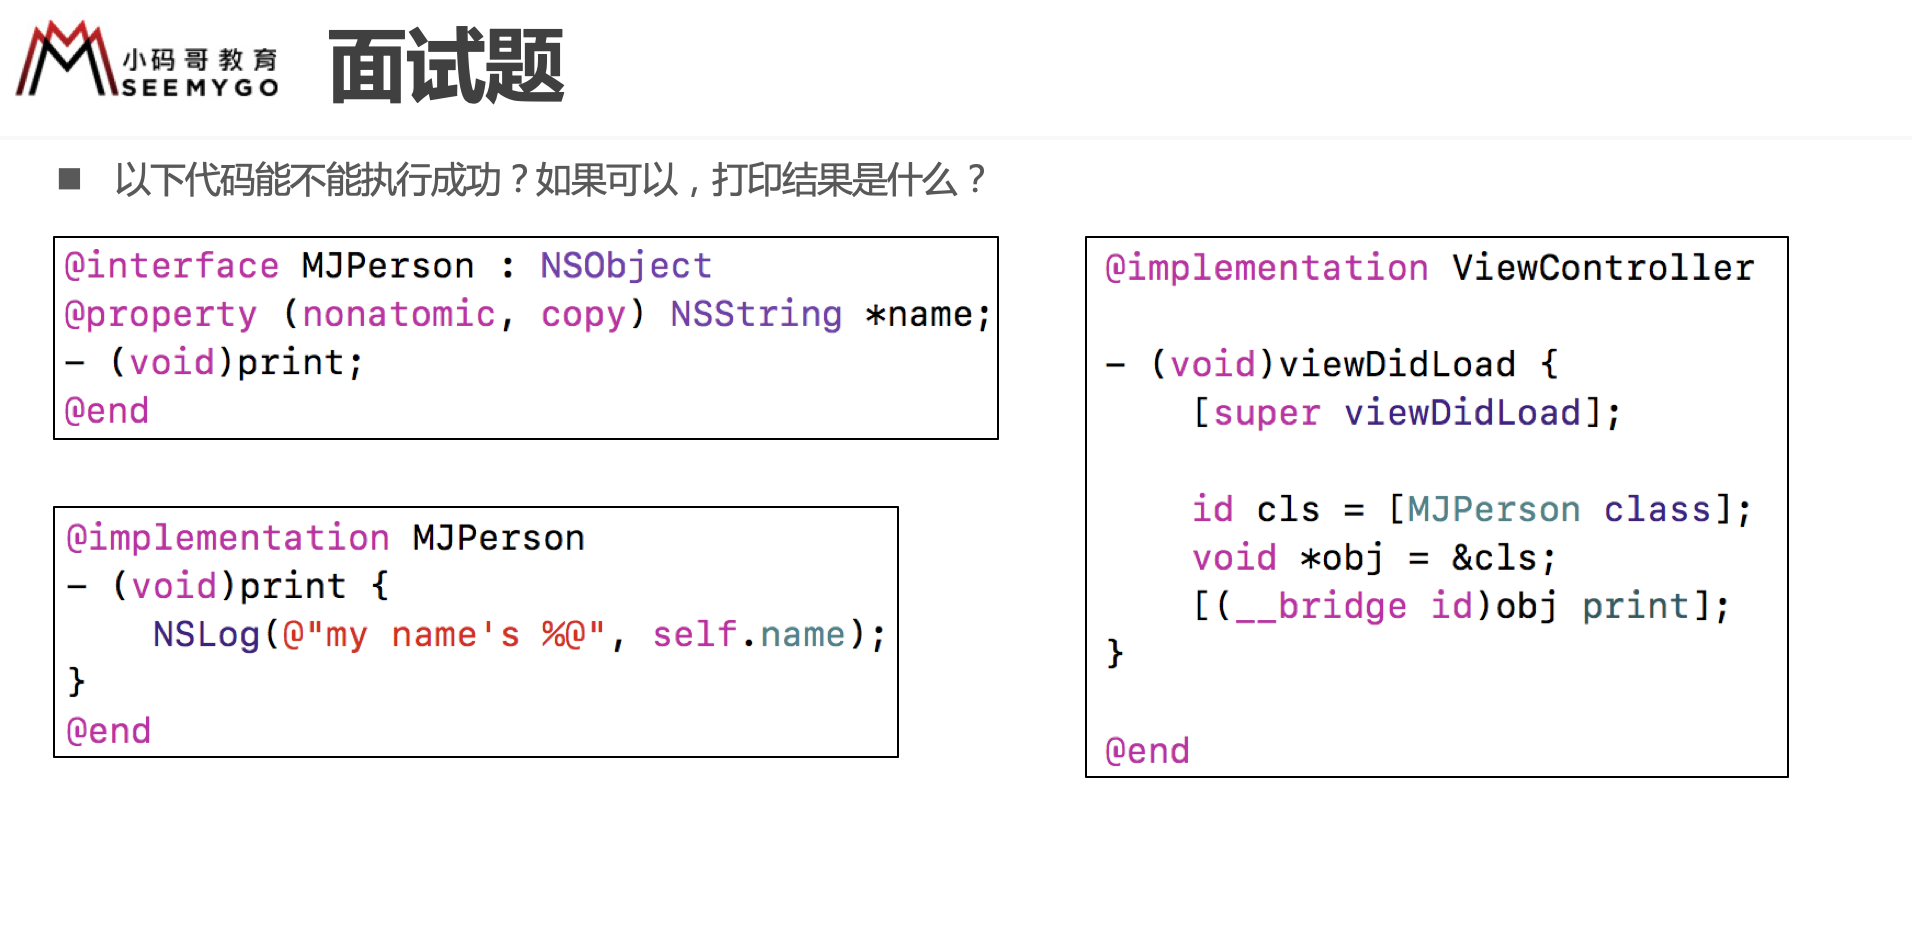 小码哥教育
SEEMYGO
面试题
以下代码能不能执行成功？如果可以，打印结果是什么？
@interface MJPerson : NSObject
@property (nonatomic, copy) NSString *name;
- (void)print;
@end
@implementation MJPerson
- (void)print {
    NSLog(@"my name's %@", self.name);
}
@end
@implementation ViewController
- (void)viewDidLoad {
    [super viewDidLoad];
    id cls = [MJPerson class];
    void *obj = &cls;
    [(__bridge id)obj print];
}
@end